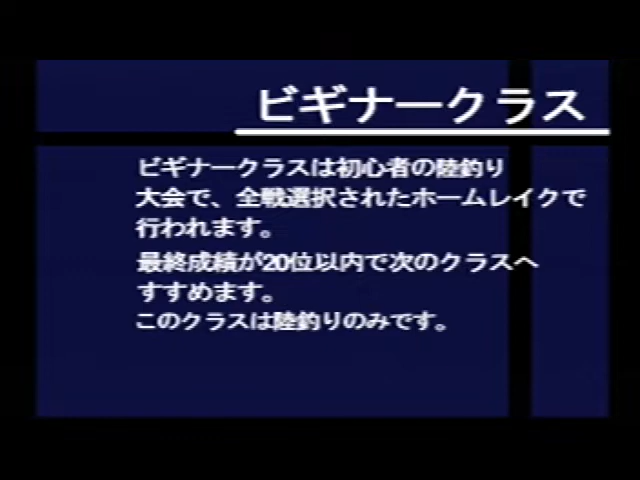 ビギナークラス
ビギナークラスは初心者の陸釣り
大会で、全戦選択されたホームレイクで
行われます。
最終成績が20位以内で次のクラスへ
すすめます。
このクラスは陸釣りのみです。